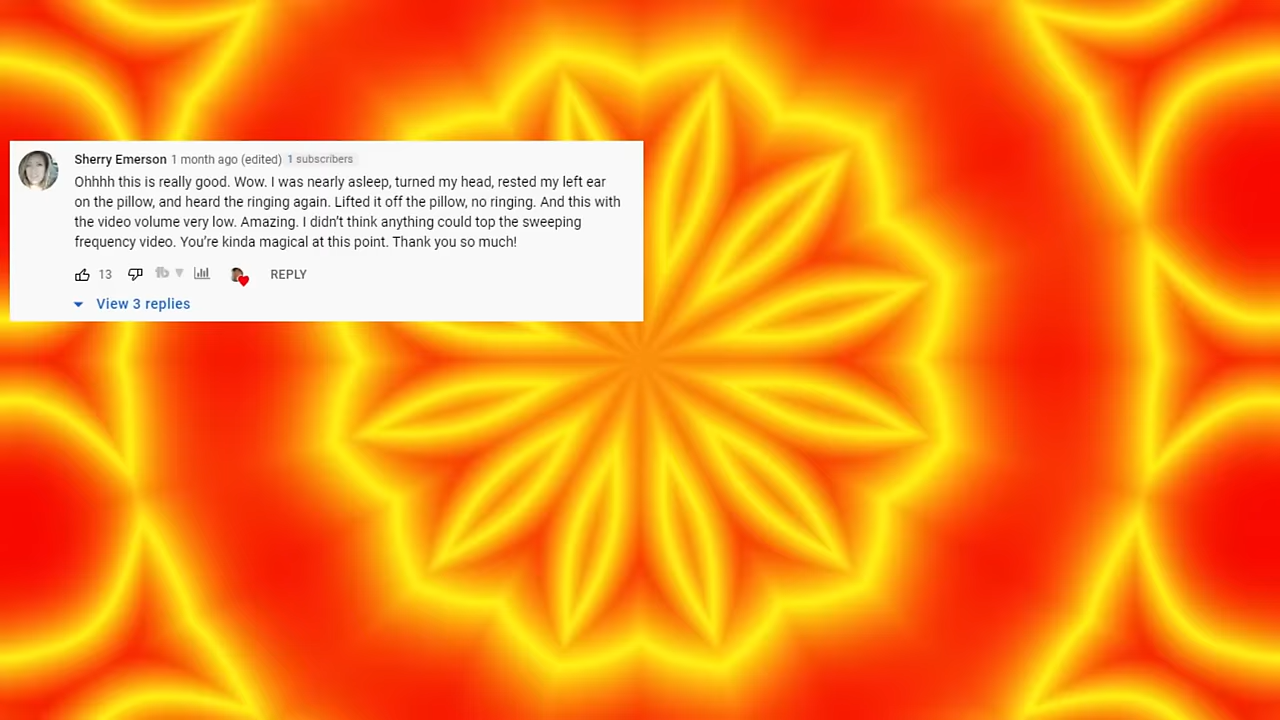 Sherry Emerson 1 month ago (edited) 1 subscribers
Ohhhh this is really good. Wow. I was nearly asleep, turned my head, rested my left ear
on the pillow, and heard the ringing again. Lifted it off the pillow, no ringing. And this with
the video volume very low. Amazing. I didn’t think anything could top the sweeping
frequency video. You’re kinda magical at this point. Thank you so much!
13 REPLY
View 3 replies